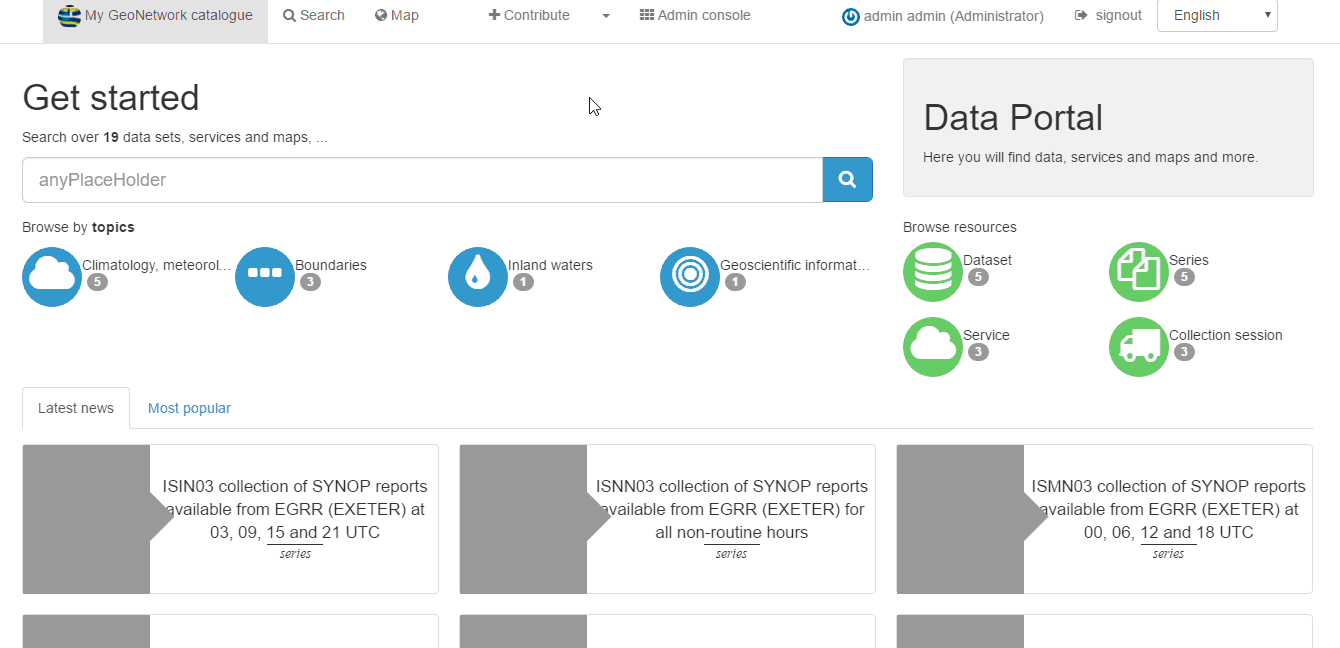 My GeoNetwork catalogue Search Map Contribute Admin console admin admin (Administrator) signout English
Get started
Search over 19 data sets, services and maps, ...
anyPlaceHolder
Browse by topics
Climatology, meteorol...
5
Boundaries
3
Inland waters
1
Geoscientific informat...
1
Data Portal
Here you will find data, services and maps and more.
Browse resources
Dataset
5
Series
5
Service
3
Collection session
3
Latest news Most popular
ISIN03 collection of SYNOP reports
available from EGRR (EXETER) at
03, 09, 15 and 21 UTC
series
ISNN03 collection of SYNOP reports
available from EGRR (EXETER) for
all non-routine hours
series
ISMN03 collection of SYNOP reports
available from EGRR (EXETER) at
00, 06, 12 and 18 UTC
series